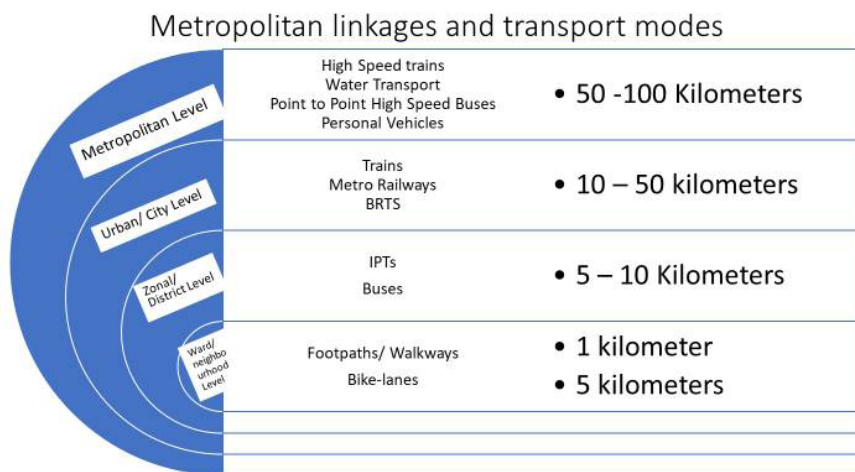 Metropolitan linkages and transport modes
Metropolitan Level
High Speed trains
Water Transport
Point to Point High Speed Buses
Personal Vehicles
• 50 -100 Kilometers
Urban/ City Level
Trains
Metro Railways
BRTS
• 10 – 50 kilometers
Zonal/
District Level
IPTs
Buses
• 5 – 10 Kilometers
Ward/
neighbo
urhood
Level
Footpaths/ Walkways
Bike-lanes
• 1 kilometer
• 5 kilometers